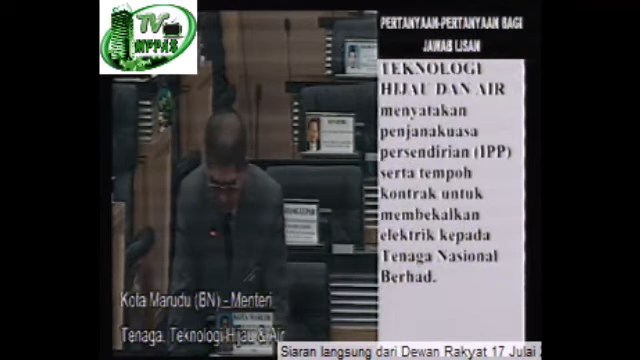 TV
MPPAS
PERTANYAAN-PERTANYAAN BAGI
JAWAB LISAN
TEKNOLOGI
HIJAU DAN AIR
menyatakan
penjanakuasa
persendirian (IPP)
serta tempoh
kontrak untuk
membekalkan
elektrik kepada
Tenaga Nasional
Berhad.
Kota Marudu (BN) - Menteri
Tenaga, Teknologi Hijau & Air
KOTA MARUDU
Siaran langsung dari Dewan Rakyat 17 Julai